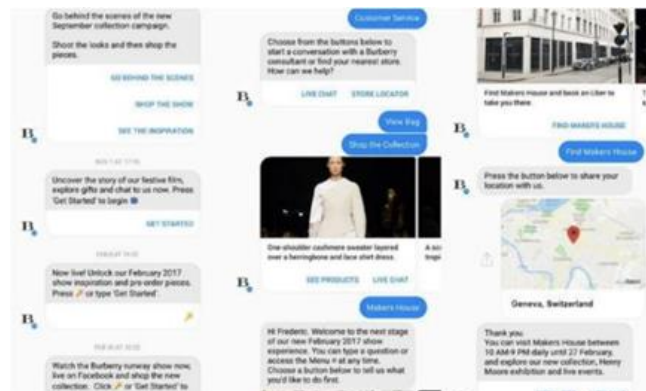 Go behind the scenes of the new
September collection campaign.
Shoot the looks and then shop the
pieces.
GO BEHIND THE SCENES
SHOP THE SHOW
SEE THE INSPIRATION
B
Uncover the story of our festive film,
explore gifts and chat to us now. Press
'Get Started' to begin
GET STARTED
B
Now live! Unlock our February 2017
show inspiration and pre-order pieces.
Press or type 'Get Started'.
B
Watch the Burberry runway show now,
live on Facebook and shop the new
collection. Click or 'Get Started' to
Customer Service
Choose from the buttons below to
start a conversation with a Burberry
consultant or find your nearest store.
How can we help?
LIVE CHAT STORE LOCATOR
B
View Bag
Shop the Collection
One-shoulder cashmere sweater layered
over a herringbone and lace shirt dress.
SEE PRODUCTS LIVE CHAT
B
Makers House
Hi Frederic. Welcome to the next stage
of our new February 2017 show
experience. You can type a question or
access the Menu at any time.
Choose a button below to tell us what
you'd like to do first.
Find Makers House and book an Uber to
take you there.
FIND MAKERS HOUSE
B
Find Makers House
Press the button below to share your
location with us.
B
Geneva, Switzerland
Thank you.
You can visit Makers House between
10 AM-9 PM daily until 27 February,
and explore our new collection, Henry
Moore exhibition and live events.